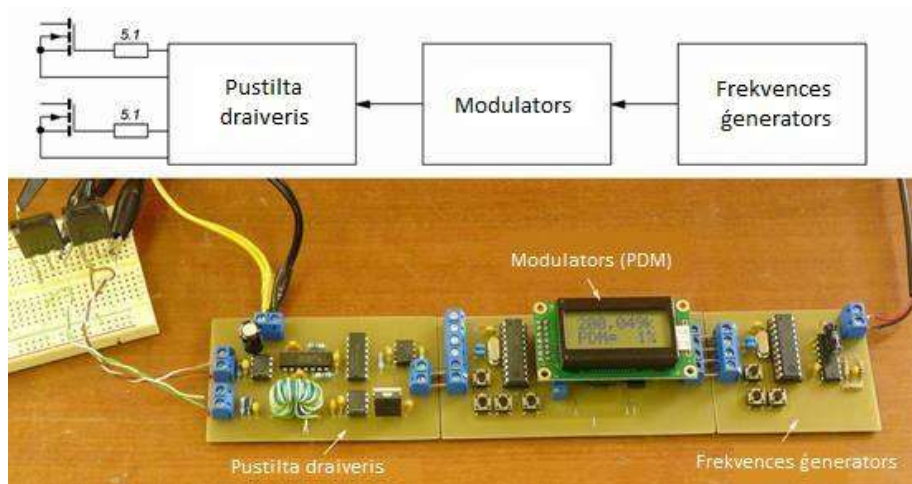 5.1
5.1
Pustilta
draiveris
Modulators
Frekvences
ģenerators
Modulators (PDM)
PDM=
Pustilta draiveris
Frekvences ģenerators